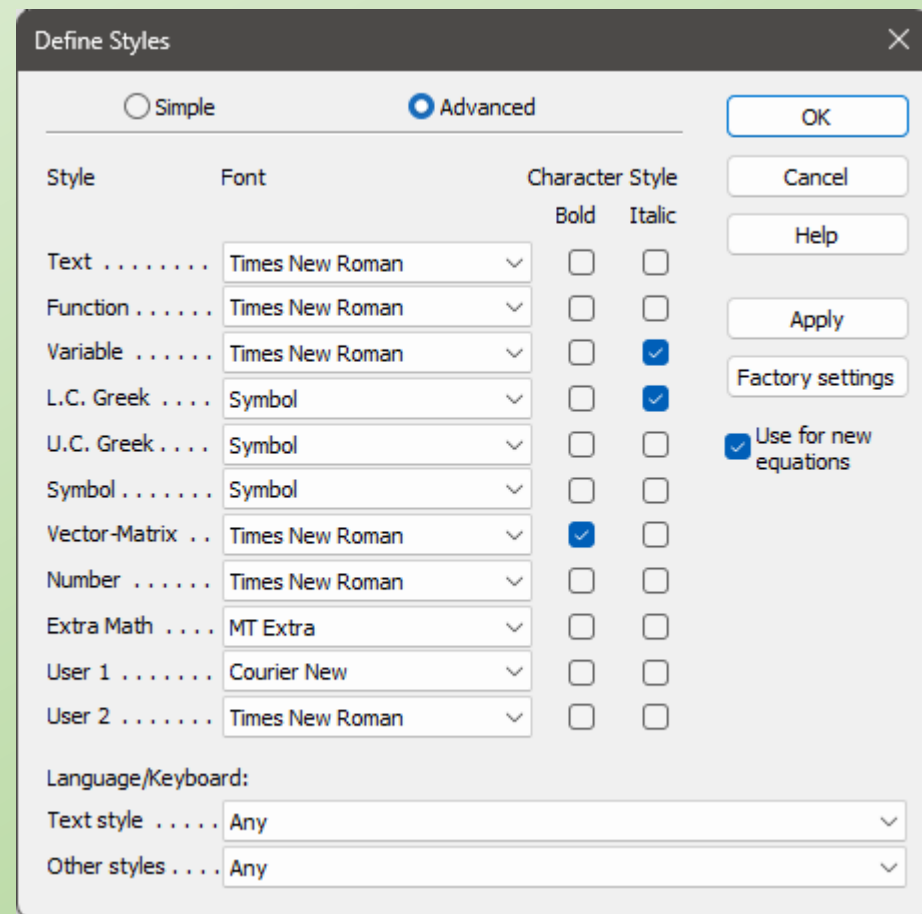 Define Styles
Simple Advanced OK
Style Font Character Style Cancel
Bold Italic
Help
Text . . . . . . . . Times New Roman
Function . . . . . . Times New Roman Apply
Variable . . . . . . Times New Roman
Factory settings
L.C. Greek . . . . Symbol
U.C. Greek . . . . Symbol Use for new
equations
Symbol . . . . . . . Symbol
Vector-Matrix . . Times New Roman
Number . . . . . . Times New Roman
Extra Math . . . . MT Extra
User 1 . . . . . . . Courier New
User 2 . . . . . . . Times New Roman
Language/Keyboard:
Text style . . . . . Any
Other styles . . . . Any